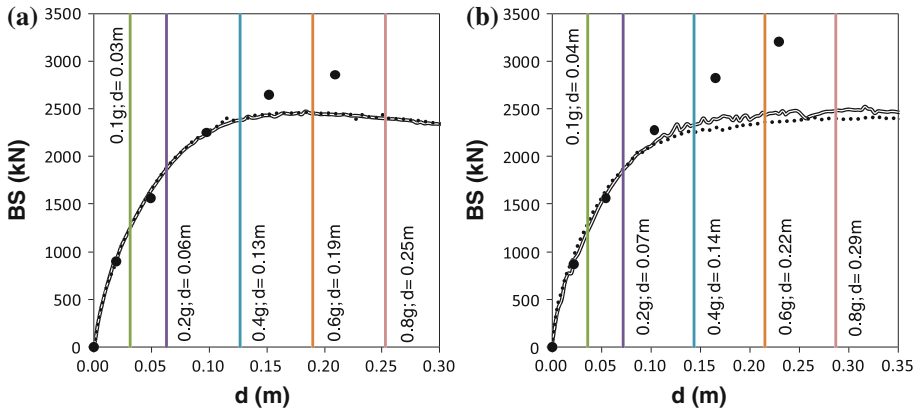 (a)
3500
3000
2500
2000
1500
1000
500
0
BS (kN)
0.1g; d= 0.03m
0.2g; d= 0.06m
0.4g; d= 0.13m
0.6g; d= 0.19m
0.8g; d= 0.25m
0.00 0.05 0.10 0.15 0.20 0.25 0.30
d (m)
(b)
3500
3000
2500
2000
1500
1000
500
0
BS (kN)
0.1g; d= 0.04m
0.2g; d= 0.07m
0.4g; d= 0.14m
0.6g; d= 0.22m
0.8g; d= 0.29m
0.00 0.05 0.10 0.15 0.20 0.25 0.30 0.35
d (m)